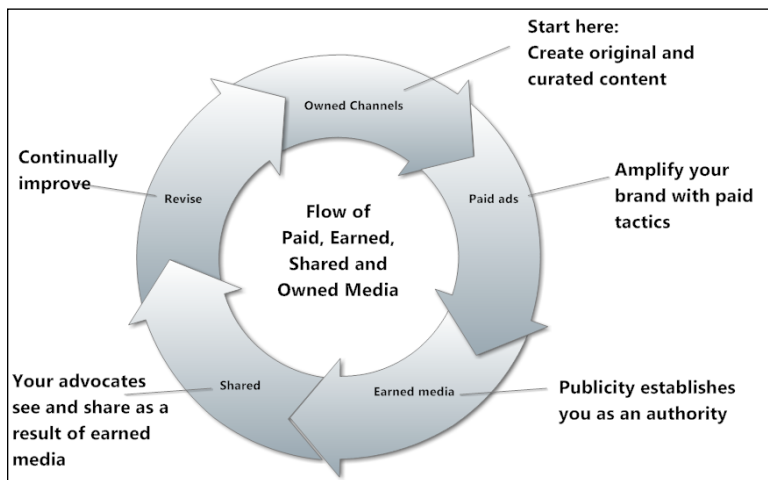 Start here:
Create original and
curated content
Owned Channels
Continually
improve
Revise
Paid ads
Amplify your
brand with paid
tactics
Flow of
Paid, Earned,
Shared and
Owned Media
Your advocates
see and share as a
result of earned
media
Shared
Earned media
Publicity establishes
you as an authority